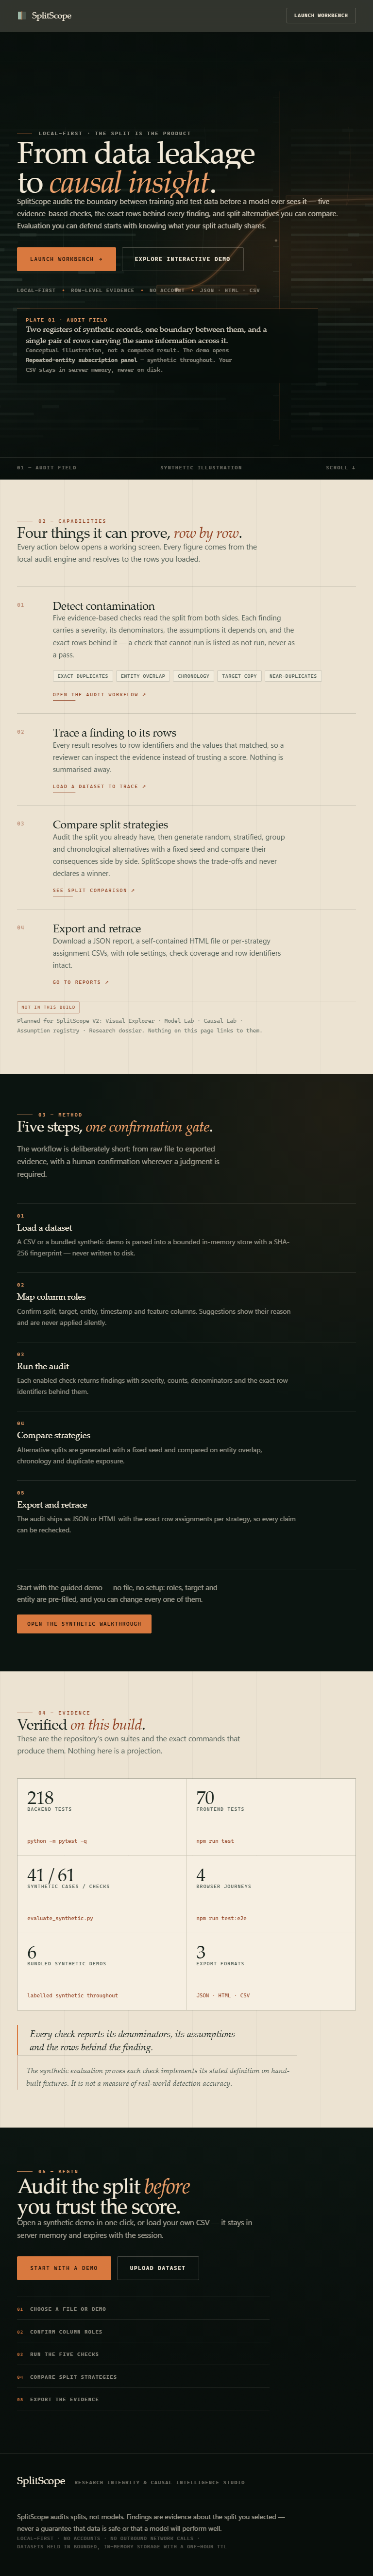 SplitScope
LAUNCH WORKBENCH
LOCAL-FIRST · THE SPLIT IS THE PRODUCT
From data leakage
to causal insight.
SplitScope audits the boundary between training and test data before a model ever sees it — five
evidence-based checks, the exact rows behind every finding, and split alternatives you can compare.
Evaluation you can defend starts with knowing what your split actually shares.
LAUNCH WORKBENCH →
EXPLORE INTERACTIVE DEMO
LOCAL-FIRST • ROW-LEVEL EVIDENCE • NO ACCOUNT • JSON · HTML · CSV
PLATE 01 · AUDIT FIELD
Two registers of synthetic records, one boundary between them, and a
single pair of rows carrying the same information across it.
Conceptual illustration, not a computed result. The demo opens
Repeated-entity subscription panel — synthetic throughout. Your
CSV stays in server memory, never on disk.
01 — AUDIT FIELD
SYNTHETIC ILLUSTRATION
SCROLL ↓
02 — CAPABILITIES
Four things it can prove, row by row.
Every action below opens a working screen. Every figure comes from the
local audit engine and resolves to the rows you loaded.
01
Detect contamination
Five evidence-based checks read the split from both sides. Each finding
carries a severity, its denominators, the assumptions it depends on, and the
exact rows behind it — a check that cannot run is listed as not run, never as
a pass.
EXACT DUPLICATES
ENTITY OVERLAP
CHRONOLOGY
TARGET COPY
NEAR-DUPLICATES
OPEN THE AUDIT WORKFLOW ↗
02
Trace a finding to its rows
Every result resolves to row identifiers and the values that matched, so a
reviewer can inspect the evidence instead of trusting a score. Nothing is
summarised away.
LOAD A DATASET TO TRACE ↗
03
Compare split strategies
Audit the split you already have, then generate random, stratified, group
and chronological alternatives with a fixed seed and compare their
consequences side by side. SplitScope shows the trade-offs and never
declares a winner.
SEE SPLIT COMPARISON ↗
04
Export and retrace
Download a JSON report, a self-contained HTML file or per-strategy
assignment CSVs, with role settings, check coverage and row identifiers
intact.
GO TO REPORTS ↗
NOT IN THIS BUILD
Planned for SplitScope V2: Visual Explorer · Model Lab · Causal Lab ·
Assumption registry · Research dossier. Nothing on this page links to them.
03 — METHOD
Five steps, one confirmation gate.
The workflow is deliberately short: from raw file to exported
evidence, with a human confirmation wherever a judgment is
required.
01
Load a dataset
A CSV or a bundled synthetic demo is parsed into a bounded in-memory store with a SHA-
256 fingerprint — never written to disk.
02
Map column roles
Confirm split, target, entity, timestamp and feature columns. Suggestions show their reason
and are never applied silently.
03
Run the audit
Each enabled check returns findings with severity, counts, denominators and the exact row
identifiers behind them.
04
Compare strategies
Alternative splits are generated with a fixed seed and compared on entity overlap,
chronology and duplicate exposure.
05
Export and retrace
The audit ships as JSON or HTML with the exact row assignments per strategy, so every claim
can be rechecked.
Start with the guided demo — no file, no setup: roles, target and
entity are pre-filled, and you can change every one of them.
OPEN THE SYNTHETIC WALKTHROUGH
04 — EVIDENCE
Verified on this build.
These are the repository's own suites and the exact commands that
produce them. Nothing here is a projection.
218
BACKEND TESTS
python -m pytest -q
70
FRONTEND TESTS
npm run test
41 / 61
SYNTHETIC CASES / CHECKS
evaluate_synthetic.py
4
BROWSER JOURNEYS
npm run test:e2e
6
BUNDLED SYNTHETIC DEMOS
labelled synthetic throughout
3
EXPORT FORMATS
JSON · HTML · CSV
Every check reports its denominators, its assumptions
and the rows behind the finding.
The synthetic evaluation proves each check implements its stated definition on hand-
built fixtures. It is not a measure of real-world detection accuracy.
05 — BEGIN
Audit the split before
you trust the score.
Open a synthetic demo in one click, or load your own CSV — it stays in
server memory and expires with the session.
START WITH A DEMO
UPLOAD DATASET
01 CHOOSE A FILE OR DEMO
02 CONFIRM COLUMN ROLES
03 RUN THE FIVE CHECKS
04 COMPARE SPLIT STRATEGIES
05 EXPORT THE EVIDENCE
SplitScope
RESEARCH INTEGRITY & CAUSAL INTELLIGENCE STUDIO
SplitScope audits splits, not models. Findings are evidence about the split you selected —
never a guarantee that data is safe or that a model will perform well.
LOCAL-FIRST · NO ACCOUNTS · NO OUTBOUND NETWORK CALLS ·
DATASETS HELD IN BOUNDED, IN-MEMORY STORAGE WITH A ONE-HOUR TTL